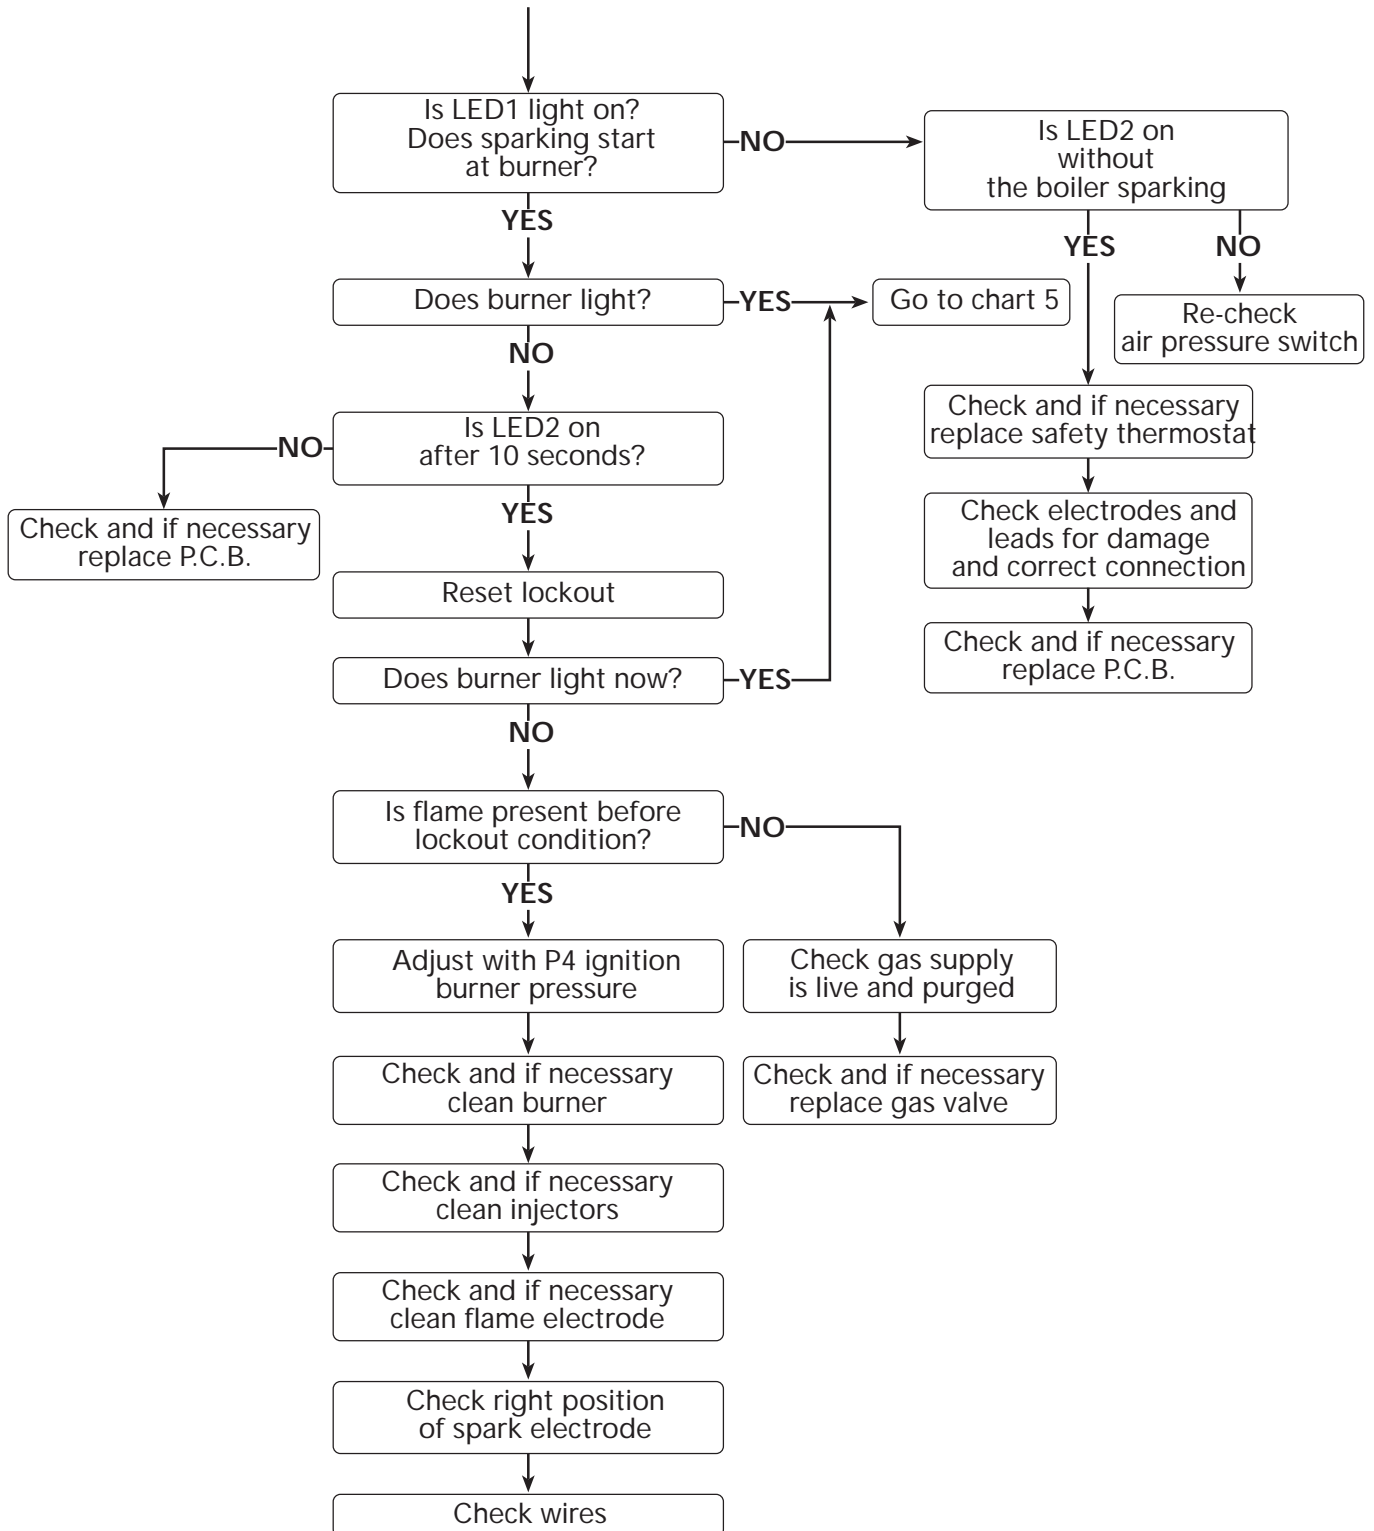 Is LED1 light on?
Does sparking start
at burner?
NO
Is LED2 on
without
the boiler sparking
YES
YES
NO
Does burner light?
YES
Go to chart 5
Re-check
air pressure switch
NO
Is LED2 on
after 10 seconds?
NO
Check and if necessary
replace P.C.B.
Check and if necessary
replace safety thermostat
YES
Check electrodes and
leads for damage
and correct connection
Reset lockout
Check and if necessary
replace P.C.B.
Does burner light now?
YES
NO
Is flame present before
lockout condition?
NO
YES
Adjust with P4 ignition
burner pressure
Check gas supply
is live and purged
Check and if necessary
clean burner
Check and if necessary
replace gas valve
Check and if necessary
clean injectors
Check and if necessary
clean flame electrode
Check right position
of spark electrode
Check wires